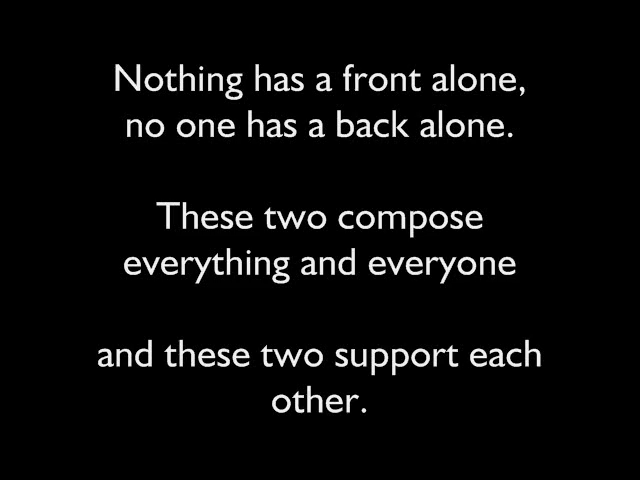 Nothing has a front alone,
no one has a back alone.
These two compose
everything and everyone
and these two support each
other.